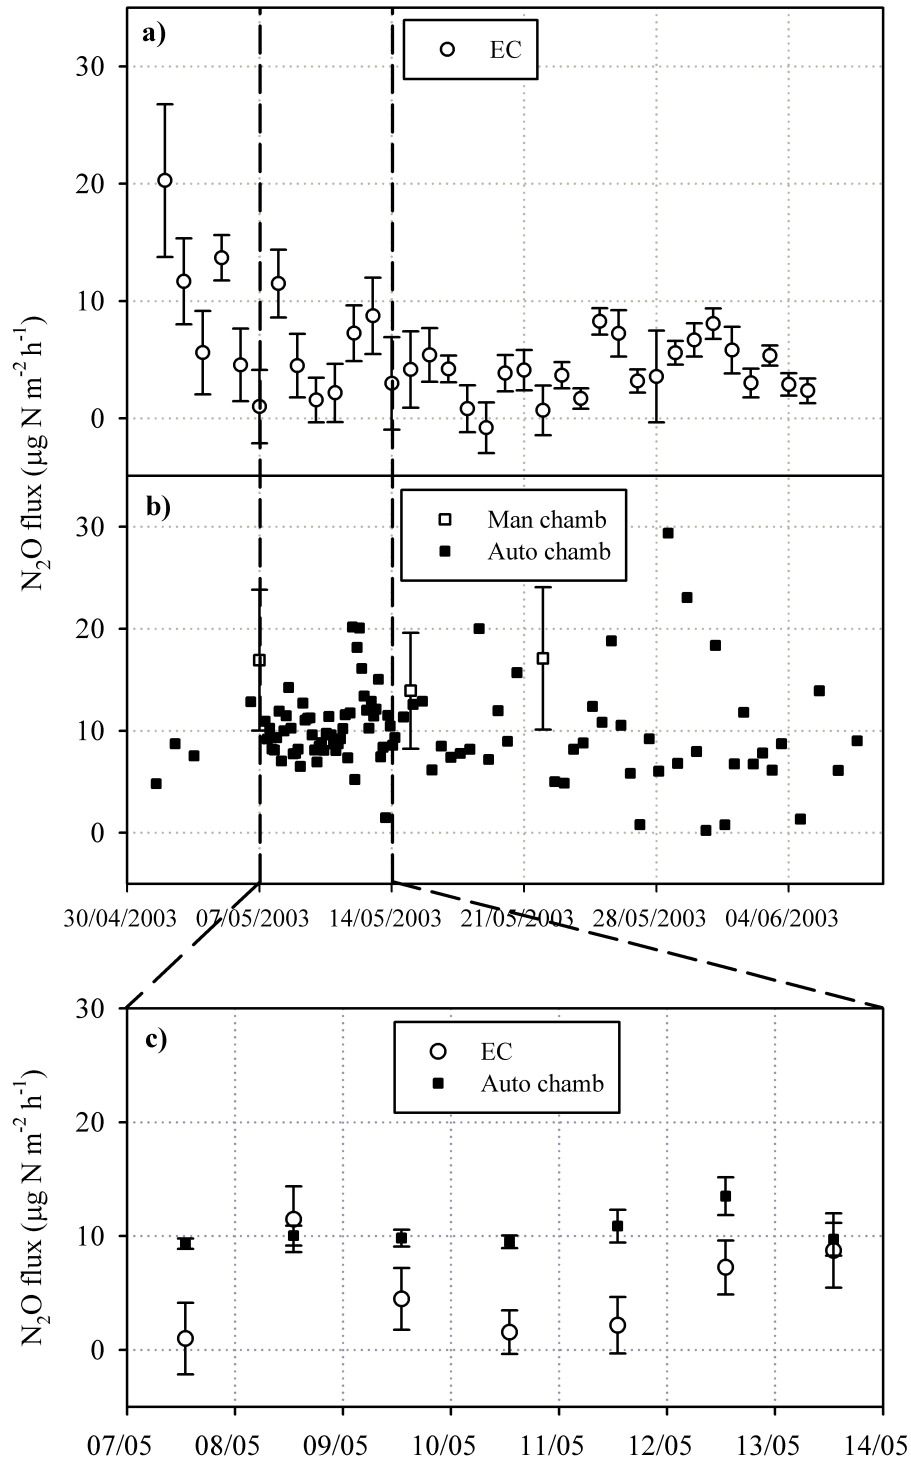 a)
EC
30
20
10
0
N2O flux (μg N m-2 h-1)
b)
Man chamb
Auto chamb
30
20
10
0
30/04/2003 07/05/2003 14/05/2003 21/05/2003 28/05/2003 04/06/2003
c)
EC
Auto chamb
30
20
10
0
N2O flux (μg N m-2 h-1)
07/05 08/05 09/05 10/05 11/05 12/05 13/05 14/05